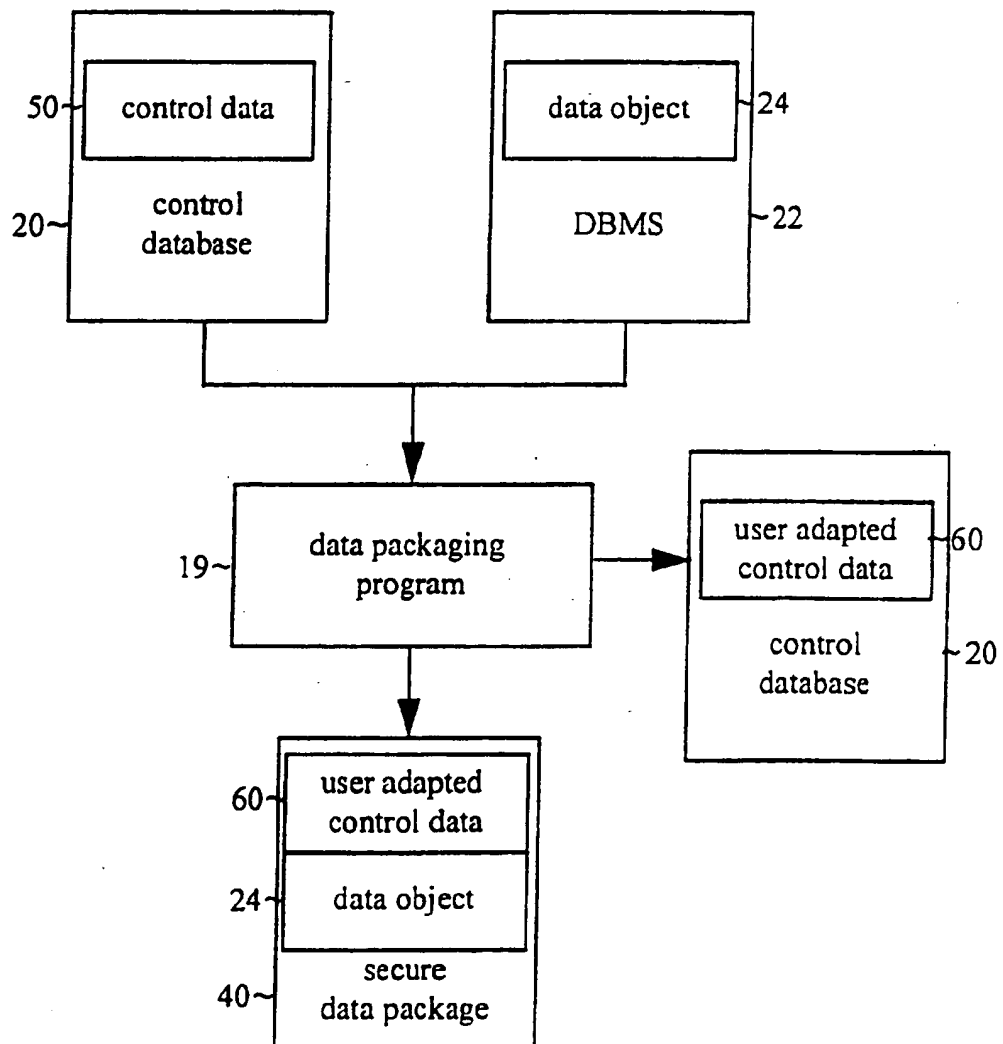 50~ control data
data object ~24
20~ control
database
DBMS ~22
19~ data packaging
program
user adapted ~60
control data
control ~20
database
60~ user adapted
control data
24~ data object
secure
40~ data package